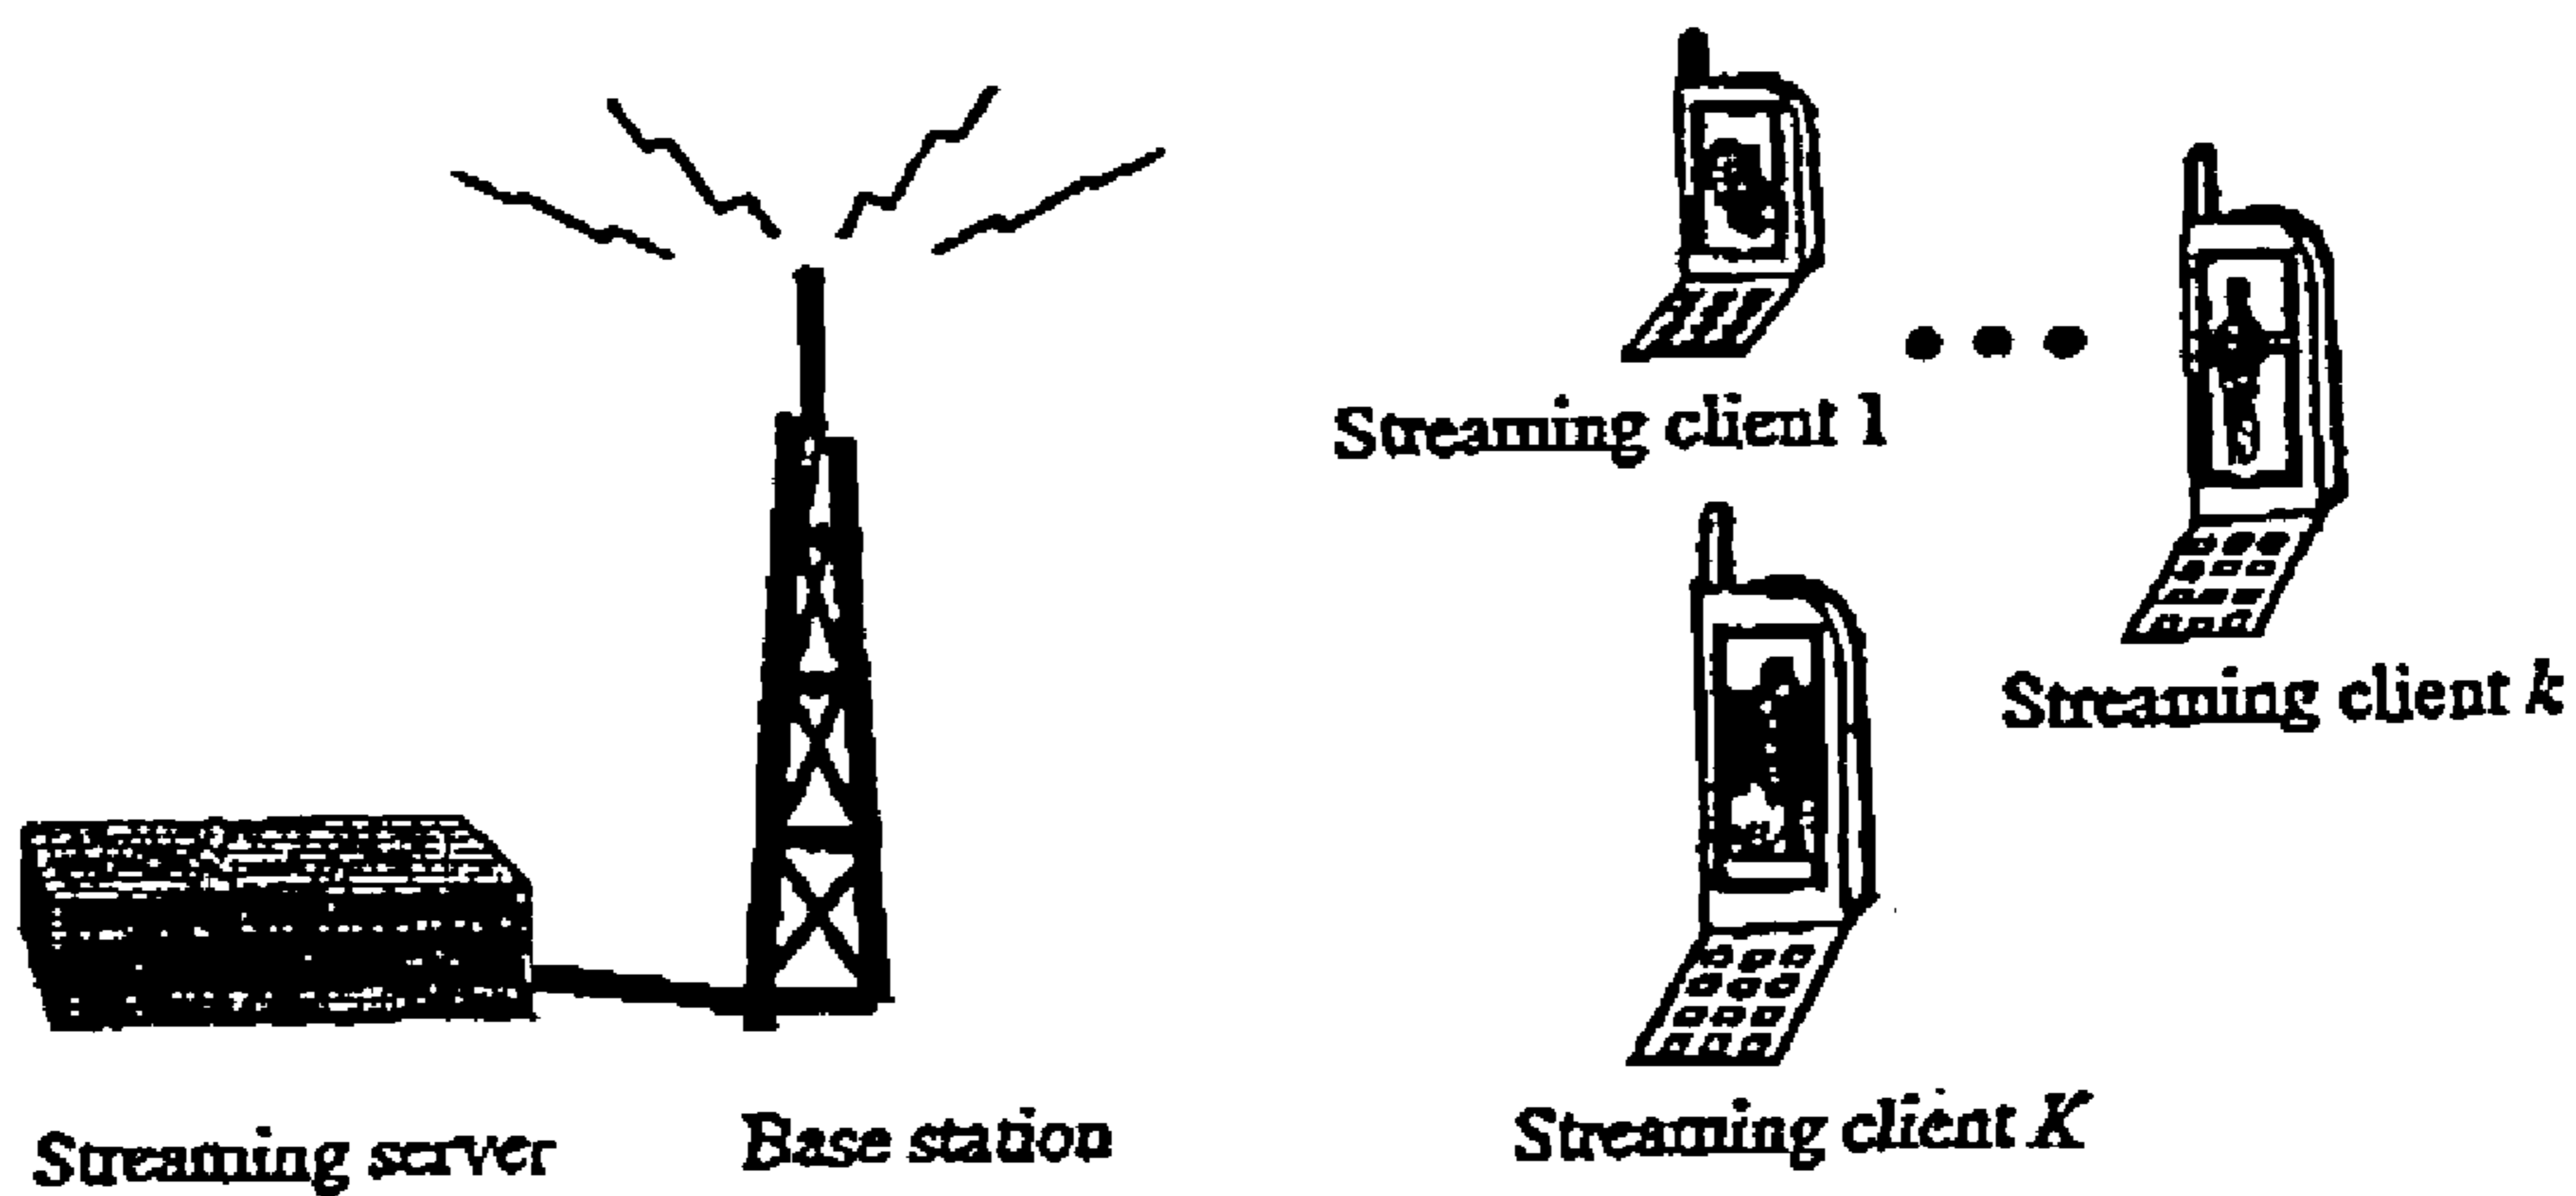 Streaming client 1
Streaming client k
Streaming server
Base station
Streaming client K